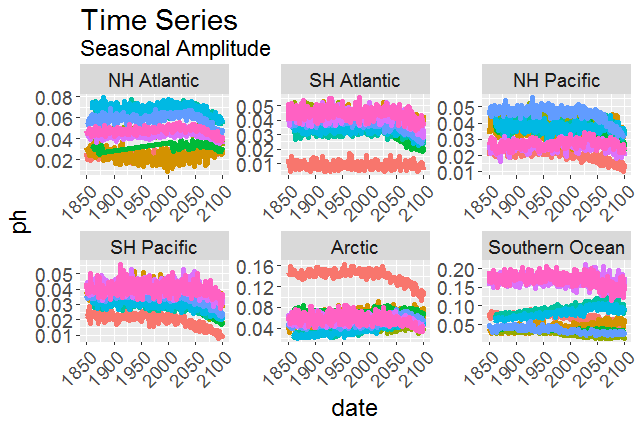 Time Series
Seasonal Amplitude
NH Atlantic SH Atlantic NH Pacific
0.08 0.06 0.04 0.02
0.05 0.04 0.03 0.02 0.01
0.05 0.04 0.03 0.02 0.01
1850 1900 1950 2000 2050 2100
1850 1900 1950 2000 2050 2100
1850 1900 1950 2000 2050 2100
ph
SH Pacific Arctic Southern Ocean
0.05 0.04 0.03 0.02 0.01
0.16 0.12 0.08 0.04
0.20 0.15 0.10 0.05
1850 1900 1950 2000 2050 2100
1850 1900 1950 2000 2050 2100
1850 1900 1950 2000 2050 2100
date